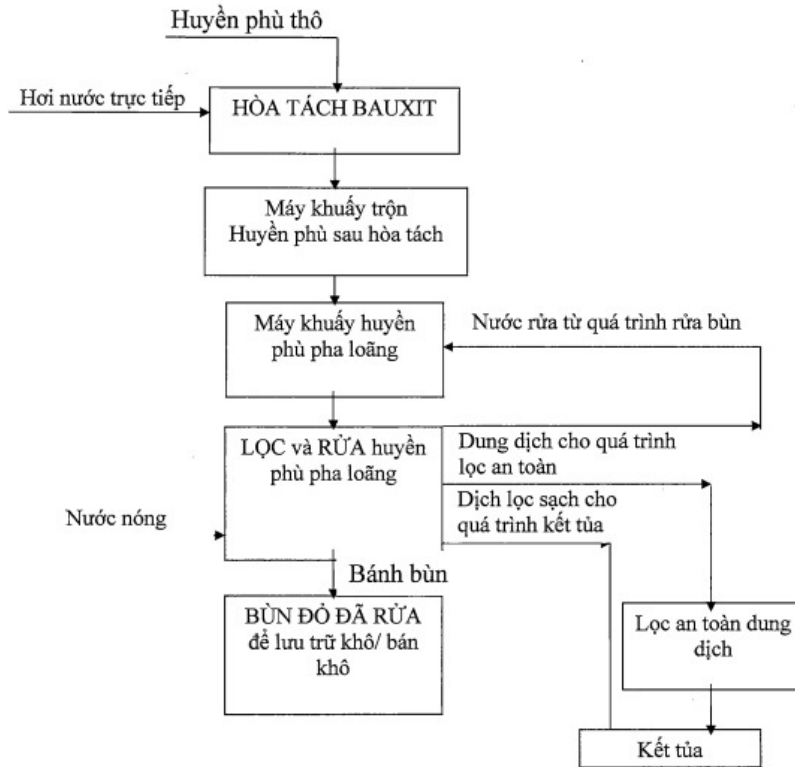 Huyền phù thô
Hơi nước trực tiếp
HÒA TÁCH BAUXIT
Máy khuấy trộn
Huyền phù sau hòa tách
Máy khuấy huyền
phù pha loãng
Nước rửa từ quá trình rửa bùn
LỌC và RỬA huyền
phù pha loãng
Dung dịch cho quá trình
lọc an toàn
Dịch lọc sạch cho
quá trình kết tủa
Nước nóng
Bánh bùn
BÙN ĐỎ ĐÃ RỬA
để lưu trữ khô/ bán
khô
Lọc an toàn dung
dịch
Kết tủa